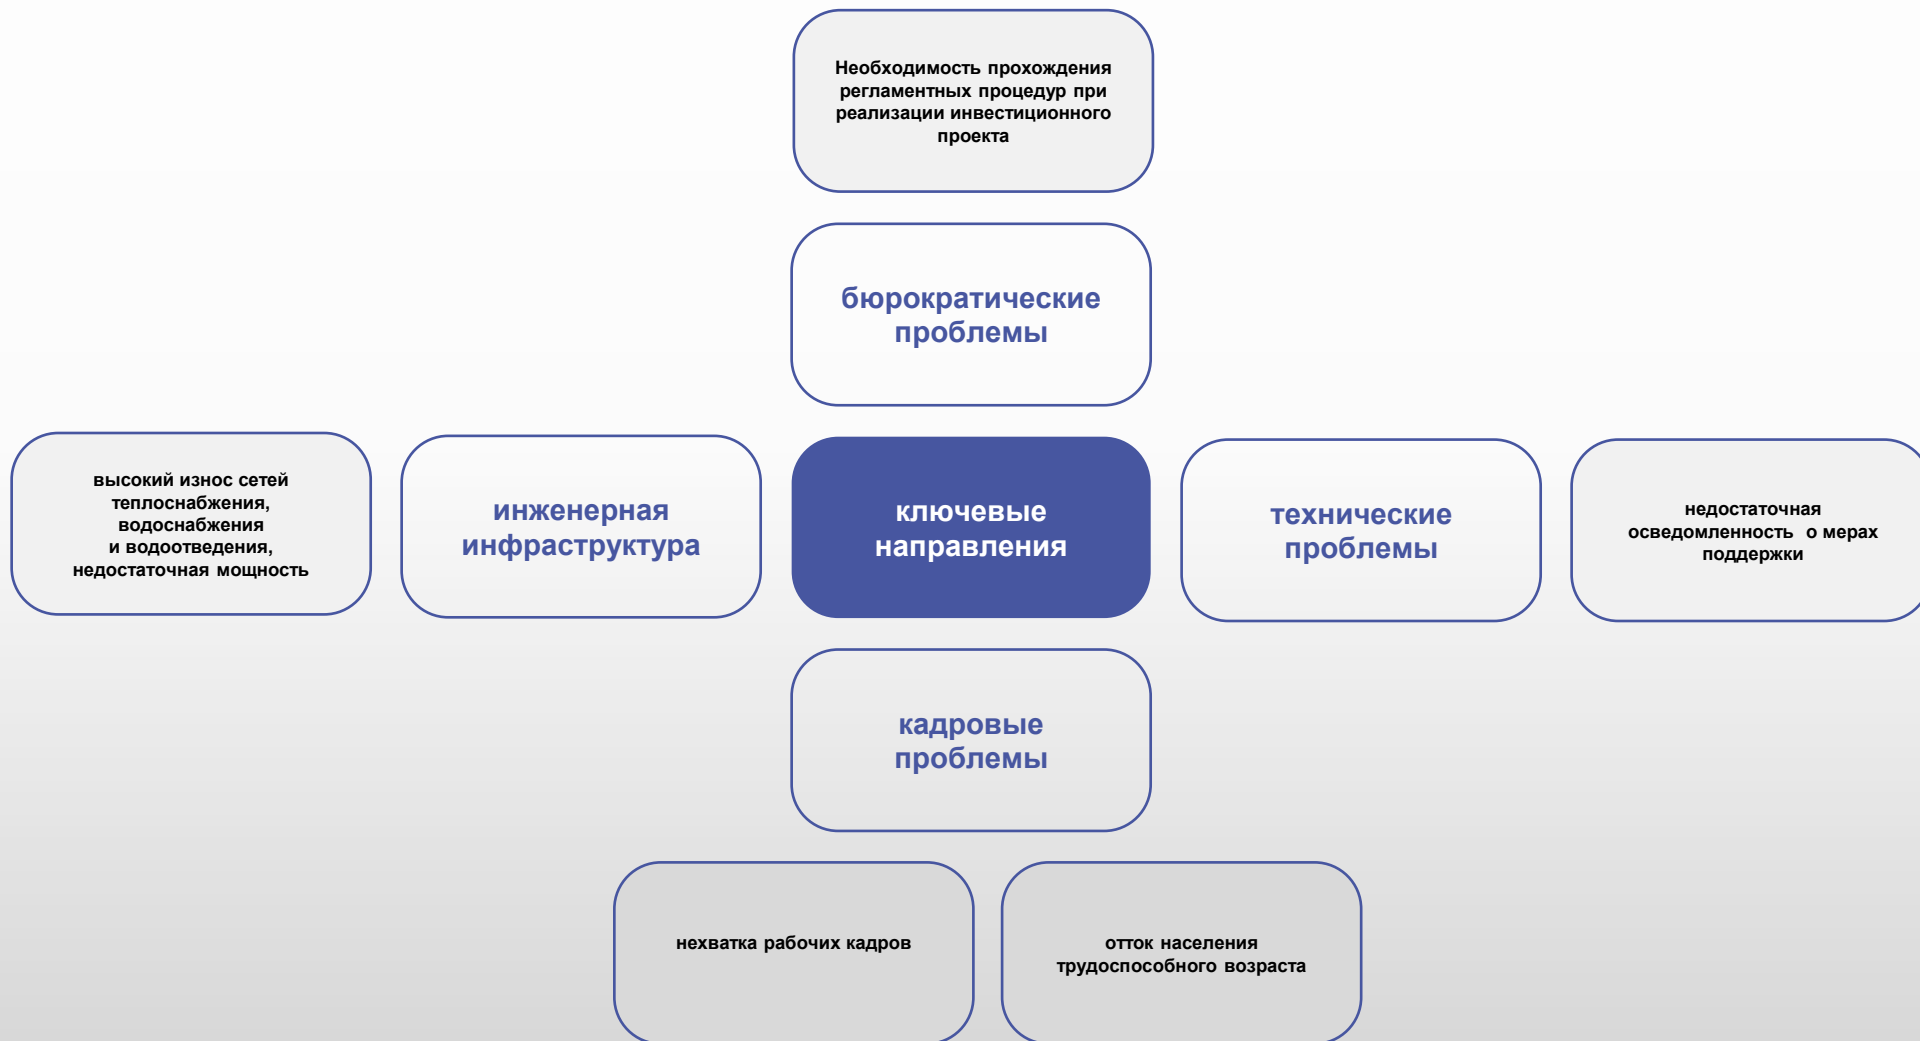 Необходимость прохождения
регламентных процедур при
реализации инвестиционного
проекта
бюрократические
проблемы
высокий износ сетей
теплоснабжения,
водоснабжения
и водоотведения,
недостаточная мощность
инженерная
инфраструктура
ключевые
направления
технические
проблемы
недостаточная
осведомленность о мерах
поддержки
кадровые
проблемы
нехватка рабочих кадров
отток населения
трудоспособного возраста